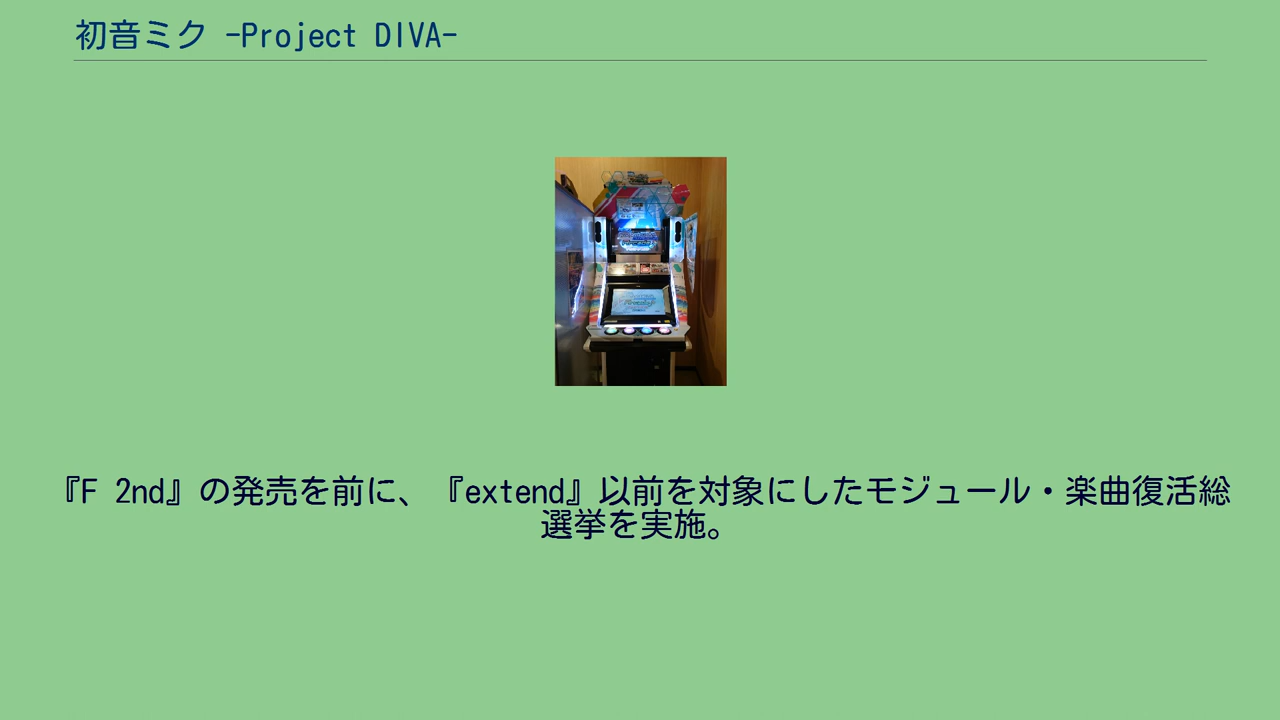 初音ミク -Project DIVA-
『F 2nd』の発売を前に、『extend』以前を対象にしたモジュール・楽曲復活総
選挙を実施。